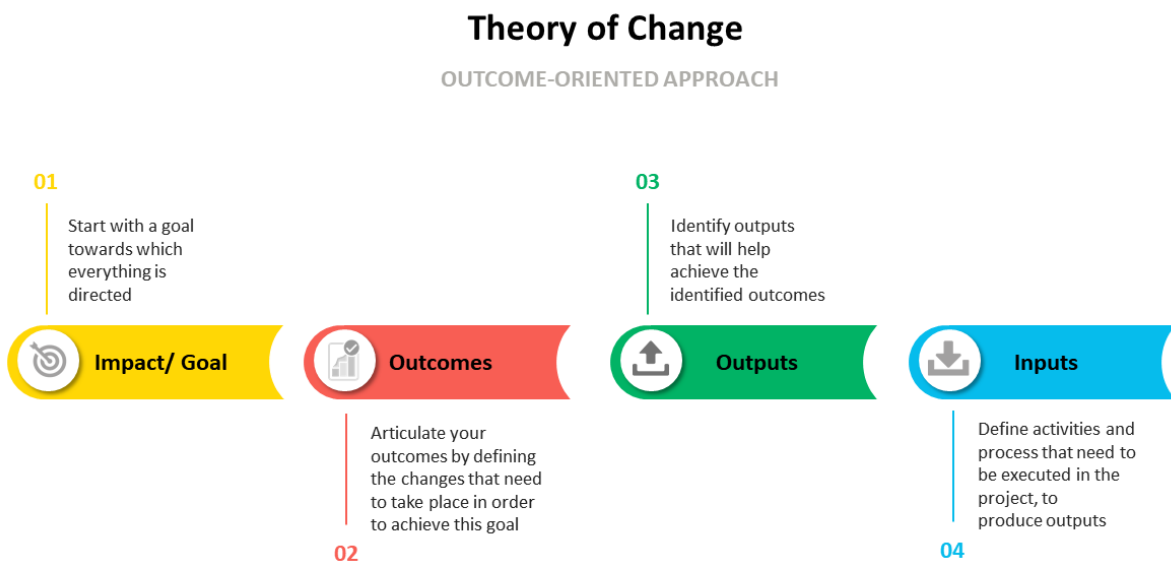 Theory of Change
OUTCOME-ORIENTED APPROACH
01
Start with a goal
towards which
everything is
directed
Impact/ Goal
Outcomes
Articulate your
outcomes by defining
the changes that need
to take place in order
to achieve this goal
02
03
Identify outputs
that will help
achieve the
identified outcomes
Outputs
Inputs
Define activities and
process that need to
be executed in the
project, to
produce outputs
04